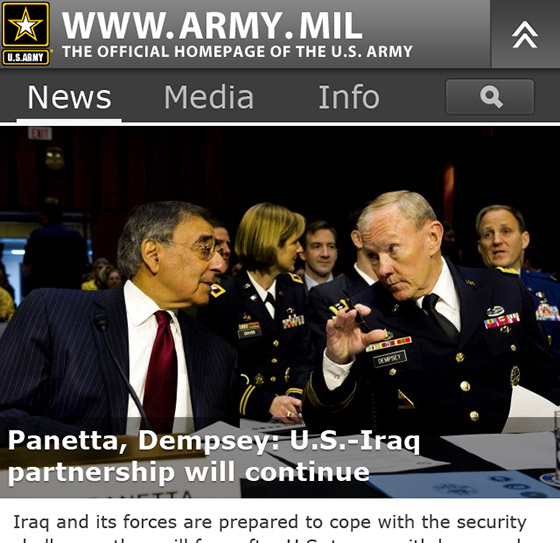 WWW.ARMY.MIL
U.S.ARMY
THE OFFICIAL HOMEPAGE OF THE U.S. ARMY
News Media Info
EXIT
DEMPSEY
Panetta, Dempsey: U.S.-Iraq
partnership will continue
PANETTA
Iraq and its forces are prepared to cope with the security